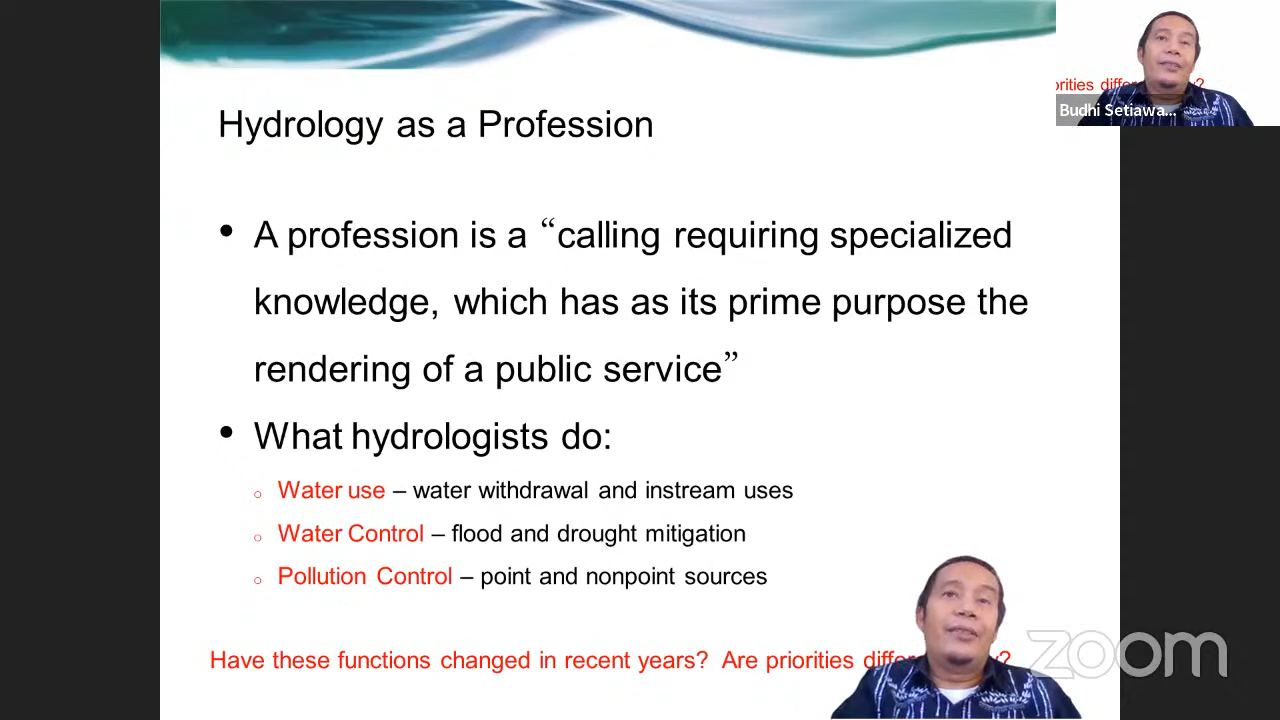 Hydrology as a Profession
• A profession is a “calling requiring specialized
knowledge, which has as its prime purpose the
rendering of a public service”
• What hydrologists do:
○ Water use – water withdrawal and instream uses
○ Water Control – flood and drought mitigation
○ Pollution Control – point and nonpoint sources
Have these functions changed in recent years? Are priorities
Budhi Setiawa...
zoom